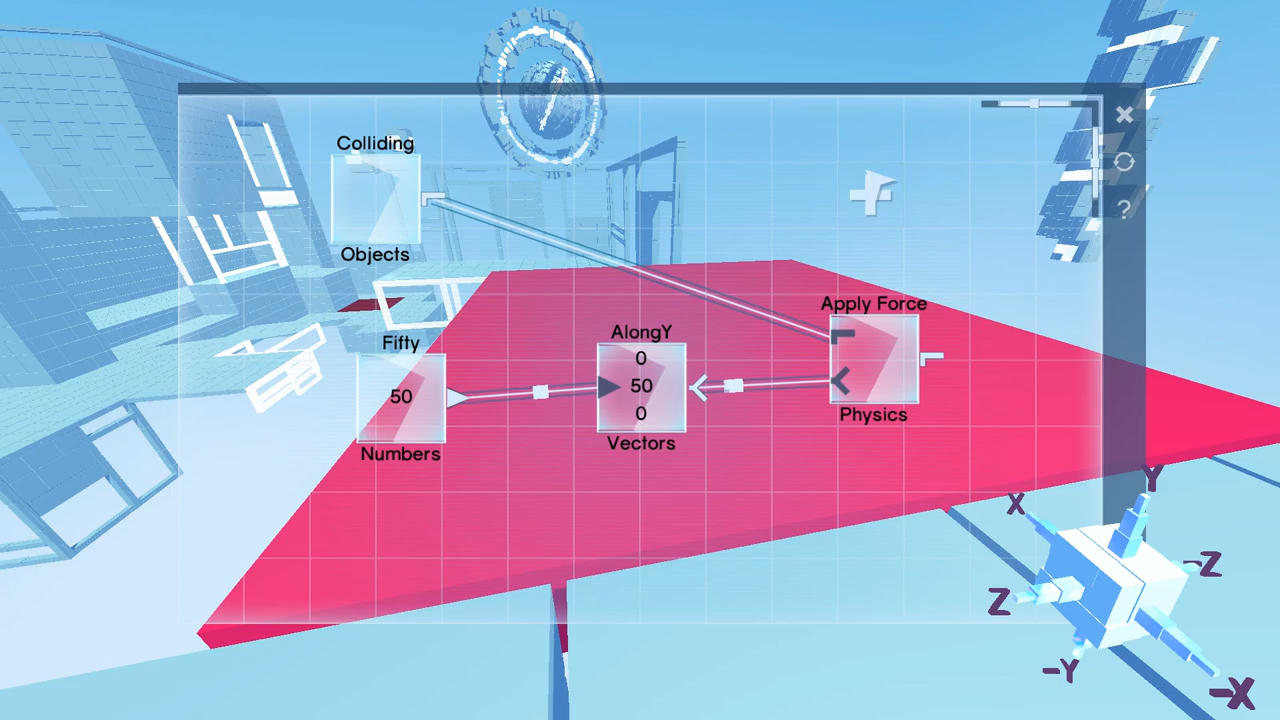 Colliding
Objects
Fifty
50
Numbers
AlongY
0
50
0
Vectors
Apply Force
Physics
?
X
Y
-Z
Z
-Y
-X